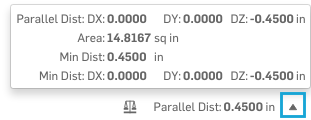 Parallel Dist: DX: 0.0000 DY: 0.0000 DZ: -0.4500 in
Area: 14.8167 sq in
Min Dist: 0.4500 in
Min Dist: DX: 0.0000 DY: 0.0000 DZ: -0.4500 in
Parallel Dist: 0.4500 in